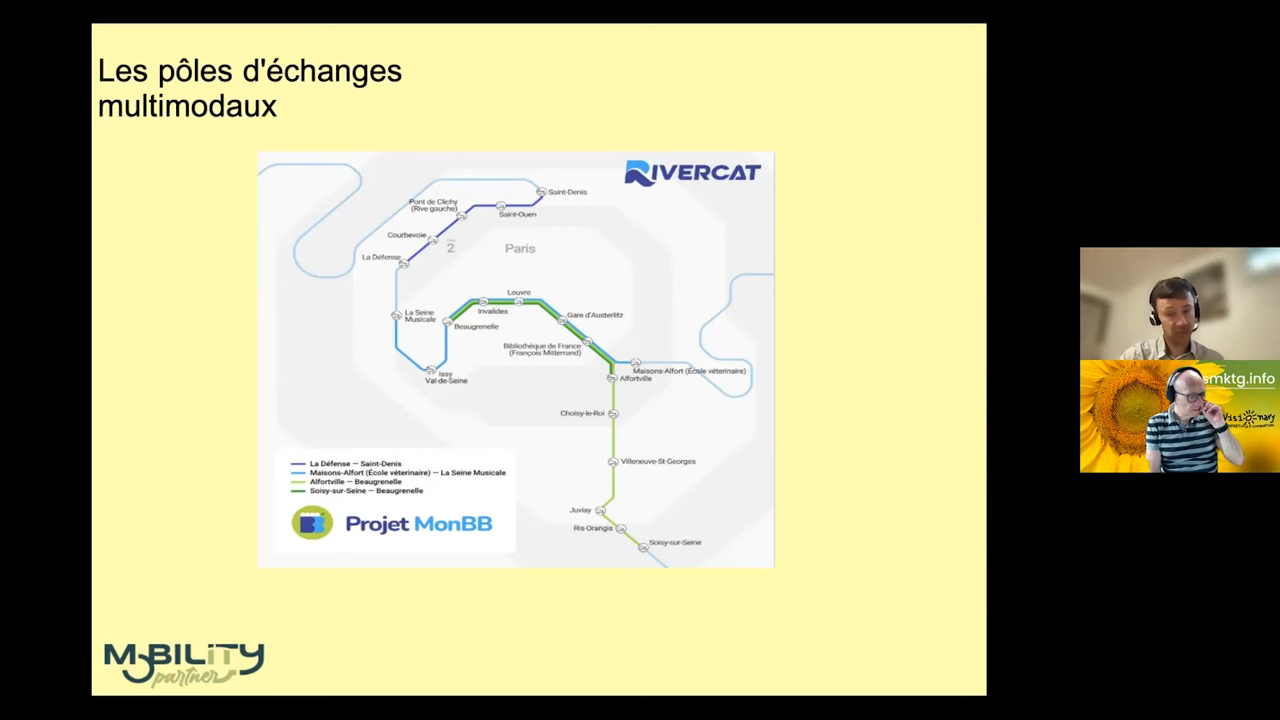 Les pôles d'échanges
multimodaux
RIVERCAT
Saint-Denis
Pont de Clichy
(Rive gauche)
Saint-Ouen
Courbevoie
2
Paris
La Défense
Louvre
La Seine
Musicale
Invalides
Gare d'Austerlitz
Beaugrenelle
Bibliothèque de France
(François Mitterrand)
Issy
Val-de-Seine
Maisons-Alfort (École véterinaire)
Alfortville
Choisy-le-Roi
Villeneuve-St-Georges
Juvisy
Ris-Orangis
Soisy-sur-Seine
La Défense — Saint-Denis
Maisons-Alfort (École véterinaire) — La Seine Musicale
Alfortville — Beaugrenelle
Soisy-sur-Seine — Beaugrenelle
Projet MonBB
MOBILITY
partner
smktg.info